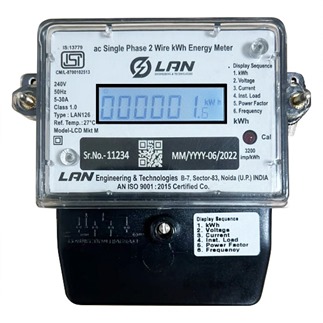 IS:13779
ac Single Phase 2 Wire kWh Energy Meter
CM/L-8700102513
LAN
240V
50Hz
5-30A
Class 1.0
Type : LAN126
Ref. Temp.:27°C
Model-LCD Mkt M
000001.5 kWh
kWh
Display Sequence
1. kWh
2. Voltage
3. Current
4. Inst. Load
5. Power Factor
6. Frequency
Cal
3200
imp/kWh
Sr.No.- 11234
MM/YYYY-06/2022
LAN Engineering & Technologies B-7, Sector-83, Noida (U.P.) INDIA
AN ISO 9001: 2015 Certified Co.
Display Sequence
1. kWh
2. Voltage
3. Current
4. Inst. Load
5. Power Factor
6. Frequency